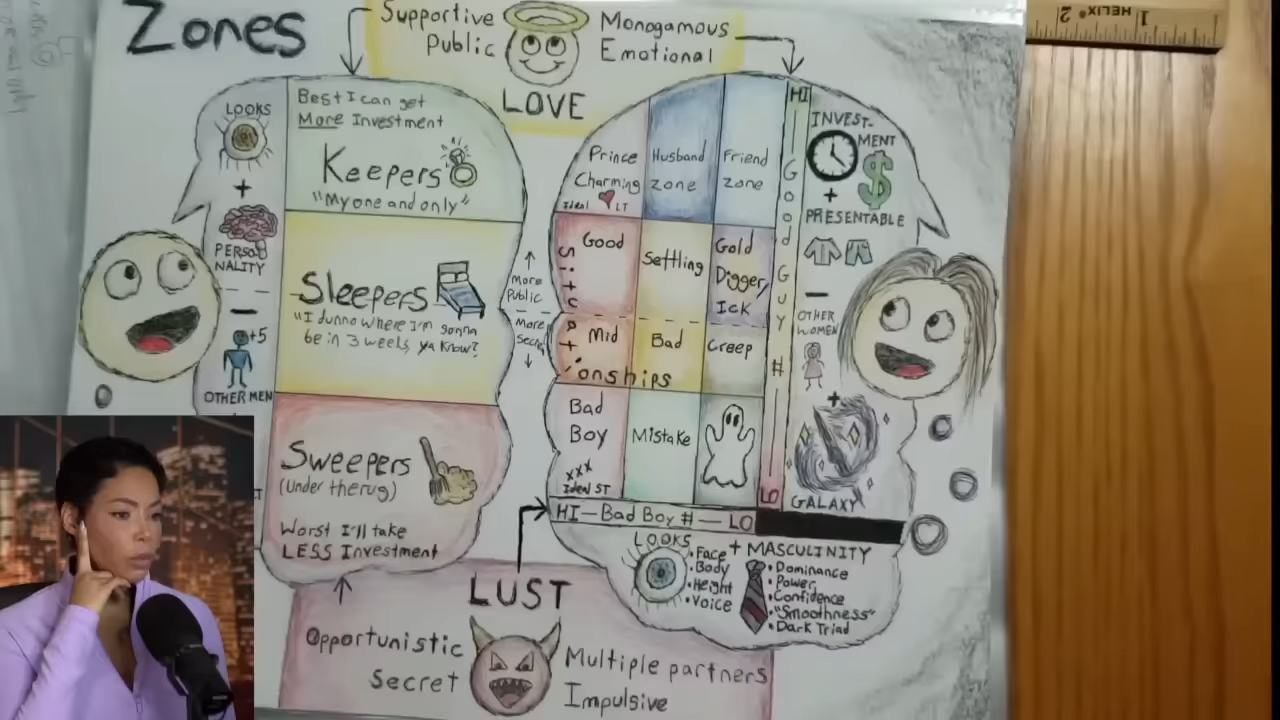 Zones
Supportive
Public
Monogamous
Emotional
LOVE
LOOKS
+
PERSO
NALITY
-
+5
OTHER MEN
Best I can get
More Investment
Keepers
"My one and only"
Sleepers
"I dunno where I'm gonna
be in 3 weeks, ya know?
Sweepers
(Under the rug)
Worst I'll take
LESS Investment
More
Public
More
Secre
Prince
Charming
Ideal LT
Husband
zone
Friend
zone
Good
Settling
Gold
Digger/
Ick
Mid
Bad
Creep
Situationships
Bad
Boy
xxx
Ideal ST
Mistake
HI — Good Guy # — LO
HI — Bad Boy # — LO
INVEST-
MENT
$
+
PRESENTABLE
-
OTHER
WOMEN
+
GALAXY
LOOKS
• Face
• Body
• Height
• Voice
+ MASCULINITY
• Dominance
• Power
• Confidence
• "Smoothness"
• Dark Triad
LUST
Opportunistic
Secret
Multiple partners
Impulsive
2 HELIX® 1